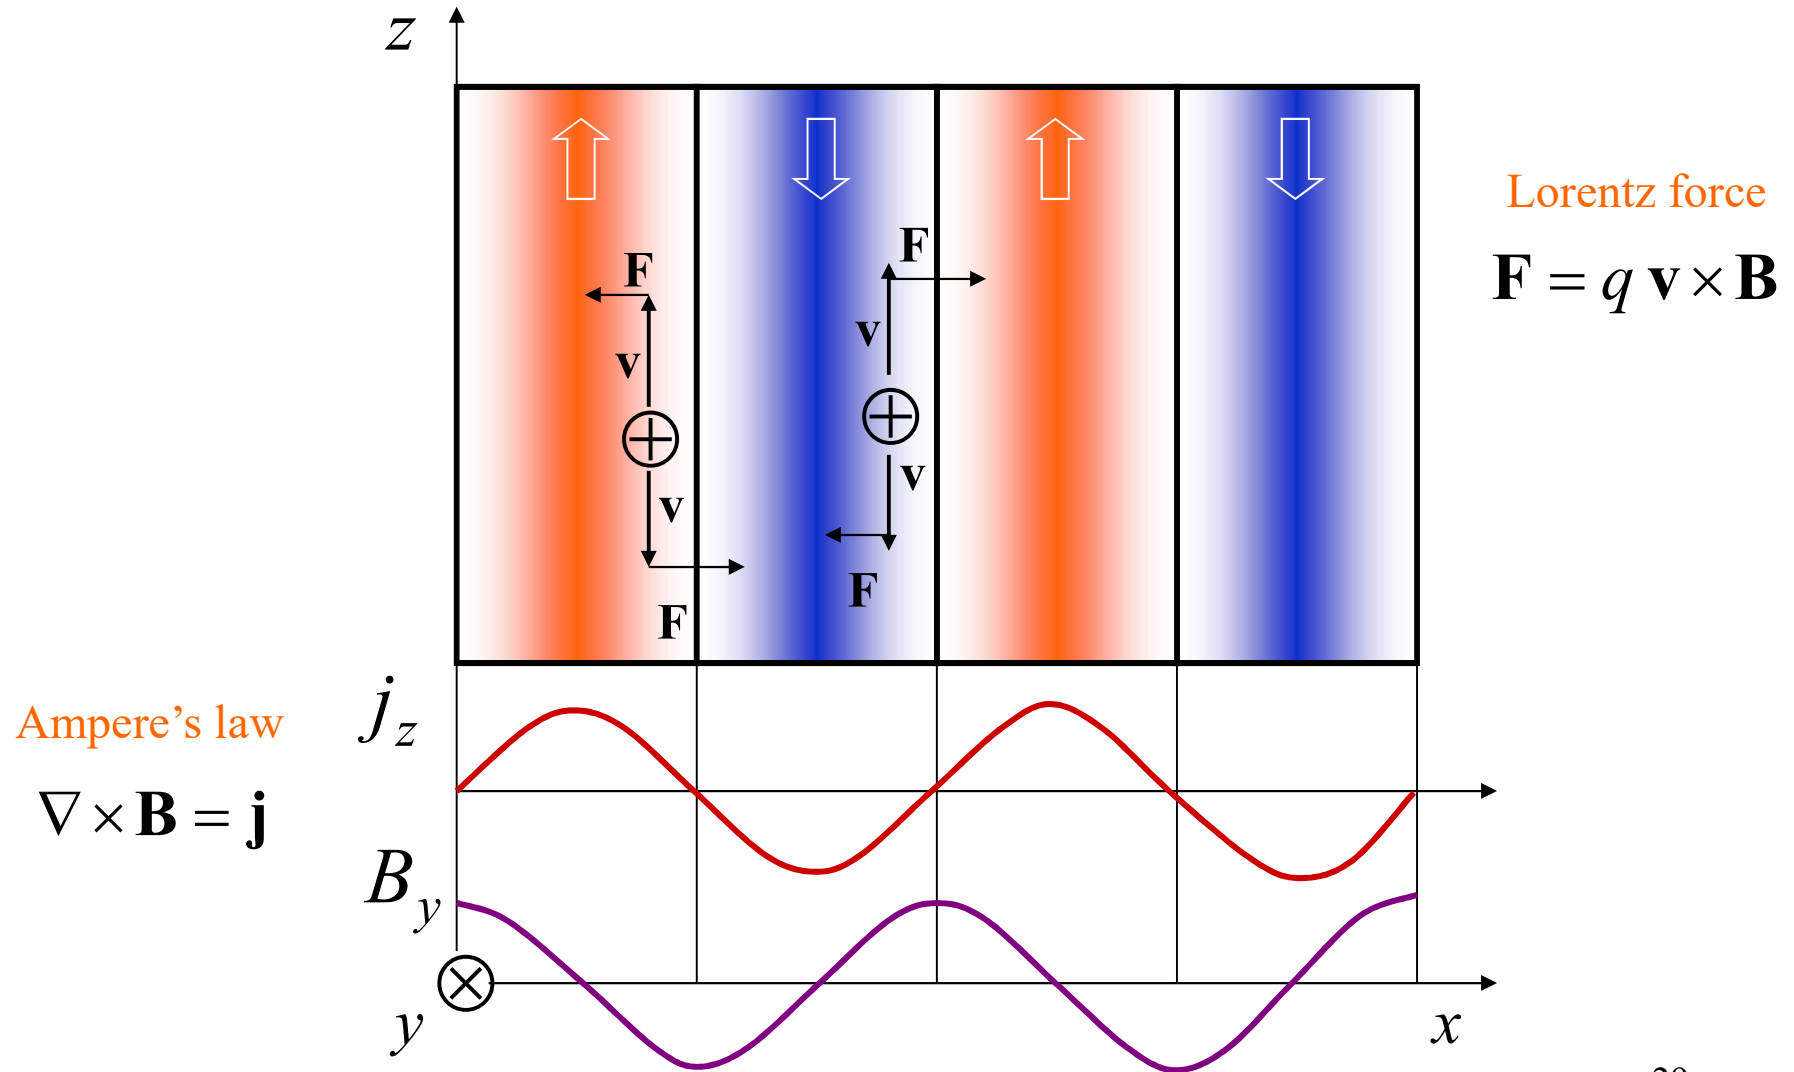 z
Lorentz force
F = q v × B
F
F
v
v
v
v
F
F
j_z
Ampere’s law
∇ × B = j
B_y
y
x